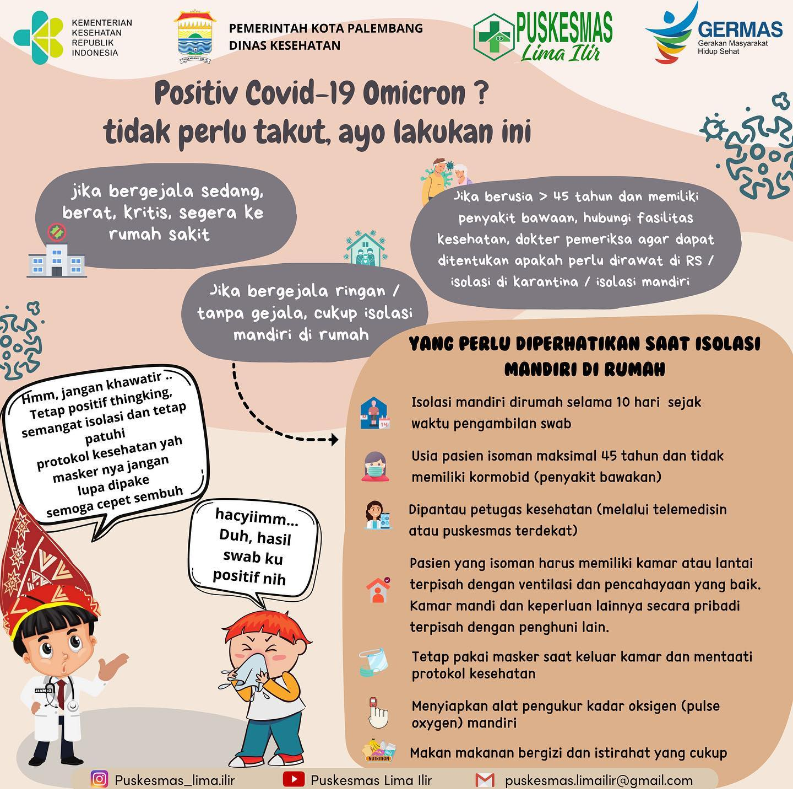 KEMENTERIAN
KESEHATAN
REPUBLIK
INDONESIA
PEMERINTAH KOTA PALEMBANG
DINAS KESEHATAN
PUSKESMAS
Lima Ilir
GERMAS
Gerakan Masyarakat
Hidup Sehat
Positiv Covid-19 Omicron ?
tidak perlu takut, ayo lakukan ini
jika bergejala sedang,
berat, kritis, segera ke
rumah sakit
Jika berusia > 45 tahun dan memiliki
penyakit bawaan, hubungi fasilitas
kesehatan, dokter pemeriksa agar dapat
ditentukan apakah perlu dirawat di RS /
isolasi di karantina / isolasi mandiri
Jika bergejala ringan /
tanpa gejala, cukup isolasi
mandiri di rumah
YANG PERLU DIPERHATIKAN SAAT ISOLASI
MANDIRI DI RUMAH
Isolasi mandiri dirumah selama 10 hari sejak
waktu pengambilan swab
Usia pasien isoman maksimal 45 tahun dan tidak
memiliki kormobid (penyakit bawakan)
Dipantau petugas kesehatan (melalui telemedisin
atau puskesmas terdekat)
Pasien yang isoman harus memiliki kamar atau lantai
terpisah dengan ventilasi dan pencahayaan yang baik.
Kamar mandi dan keperluan lainnya secara pribadi
terpisah dengan penghuni lain.
Tetap pakai masker saat keluar kamar dan mentaati
protokol kesehatan
Menyiapkan alat pengukur kadar oksigen (pulse
oxygen) mandiri
Makan makanan bergizi dan istirahat yang cukup
Hmm, jangan khawatir ..
Tetap positif thingking,
semangat isolasi dan tetap
patuhi
protokol kesehatan yah
masker nya jangan
lupa dipake
semoga cepet sembuh
hacyiimm...
Duh, hasil
swab ku
positif nih
Puskesmas_lima.ilir
Puskesmas Lima Ilir
puskesmas.limailir@gmail.com